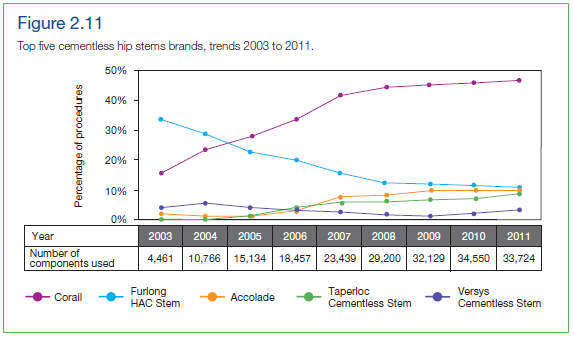 Figure 2.11
Top five cementless hip stems brands, trends 2003 to 2011.
Percentage of procedures
50%
40%
30%
20%
10%
0%
Year 2003 2004 2005 2006 2007 2008 2009 2010 2011
Number of
components used 4,461 10,766 15,134 18,457 23,439 29,200 32,129 34,550 33,724
Corail
Furlong
HAC Stem
Accolade
Taperloc
Cementless Stem
Versys
Cementless Stem